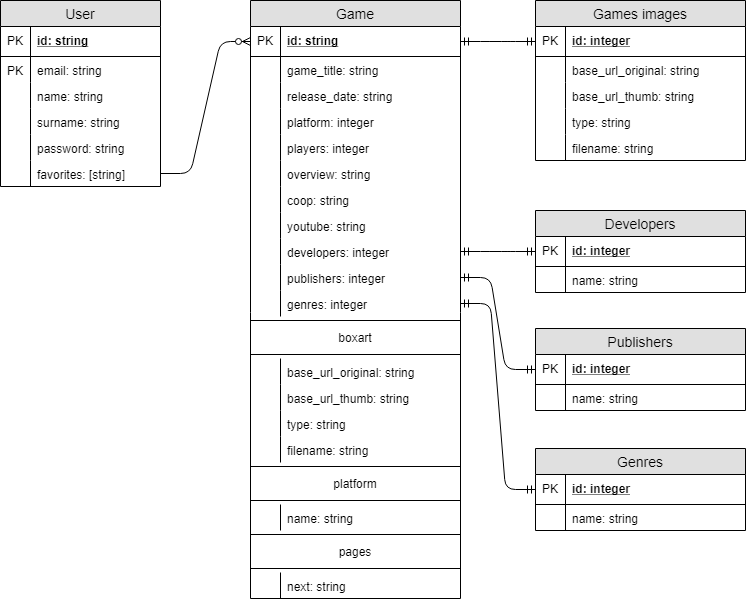 User
PK id: string
PK email: string
name: string
surname: string
password: string
favorites: [string]
Game
PK id: string
game_title: string
release_date: string
platform: integer
players: integer
overview: string
coop: string
youtube: string
developers: integer
publishers: integer
genres: integer
boxart
base_url_original: string
base_url_thumb: string
type: string
filename: string
platform
name: string
pages
next: string
Games images
PK id: integer
base_url_original: string
base_url_thumb: string
type: string
filename: string
Developers
PK id: integer
name: string
Publishers
PK id: integer
name: string
Genres
PK id: integer
name: string